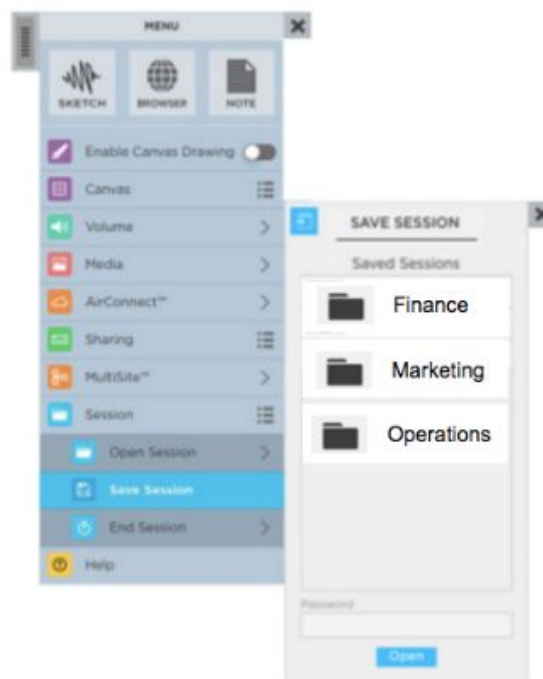 MENU
SKETCH
BROWSER
NOTE
Enable Canvas Drawing
Canvas
Volume
Media
AirConnect™
Sharing
MultiSite™
Session
Open Session
Save Session
End Session
Help
SAVE SESSION
Saved Sessions
Finance
Marketing
Operations
Password
Open